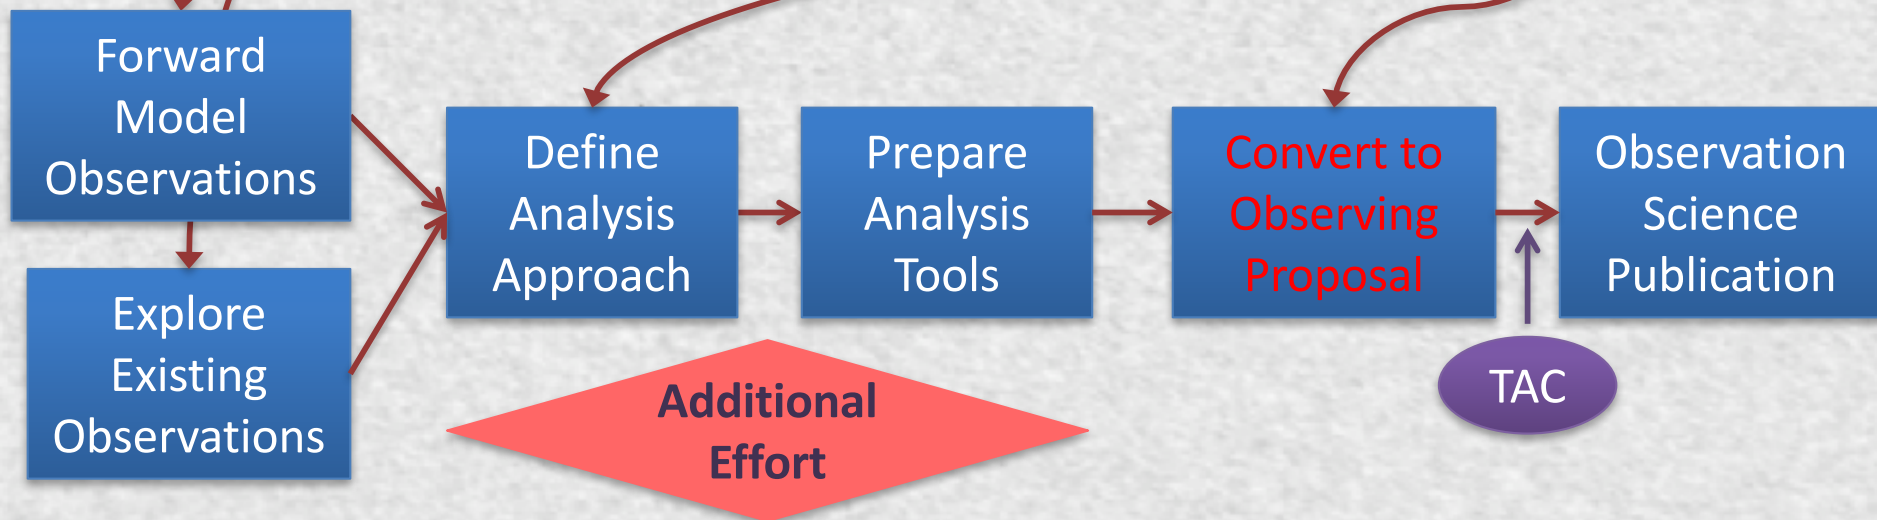 Forward
Model
Observations
Explore
Existing
Observations
Define
Analysis
Approach
Prepare
Analysis
Tools
Convert to
Observing
Proposal
Observation
Science
Publication
Additional
Effort
TAC